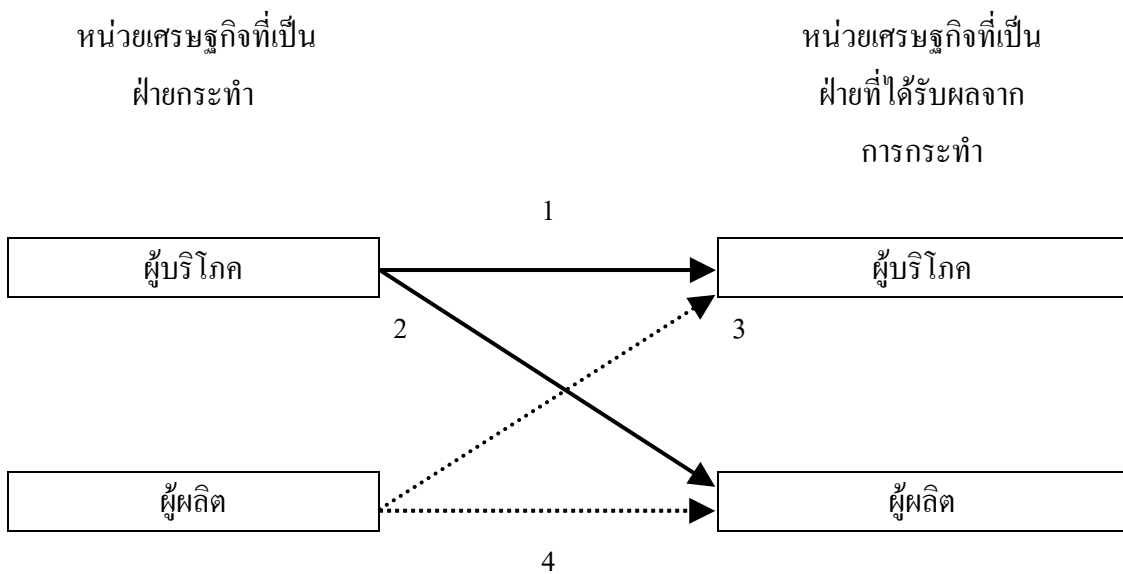 หน่วยเศรษฐกิจที่เป็น
ฝ่ายกระทำ
หน่วยเศรษฐกิจที่เป็น
ฝ่ายที่ได้รับผลจาก
การกระทำ
1
ผู้บริโภค
ผู้บริโภค
2
3
ผู้ผลิต
ผู้ผลิต
4